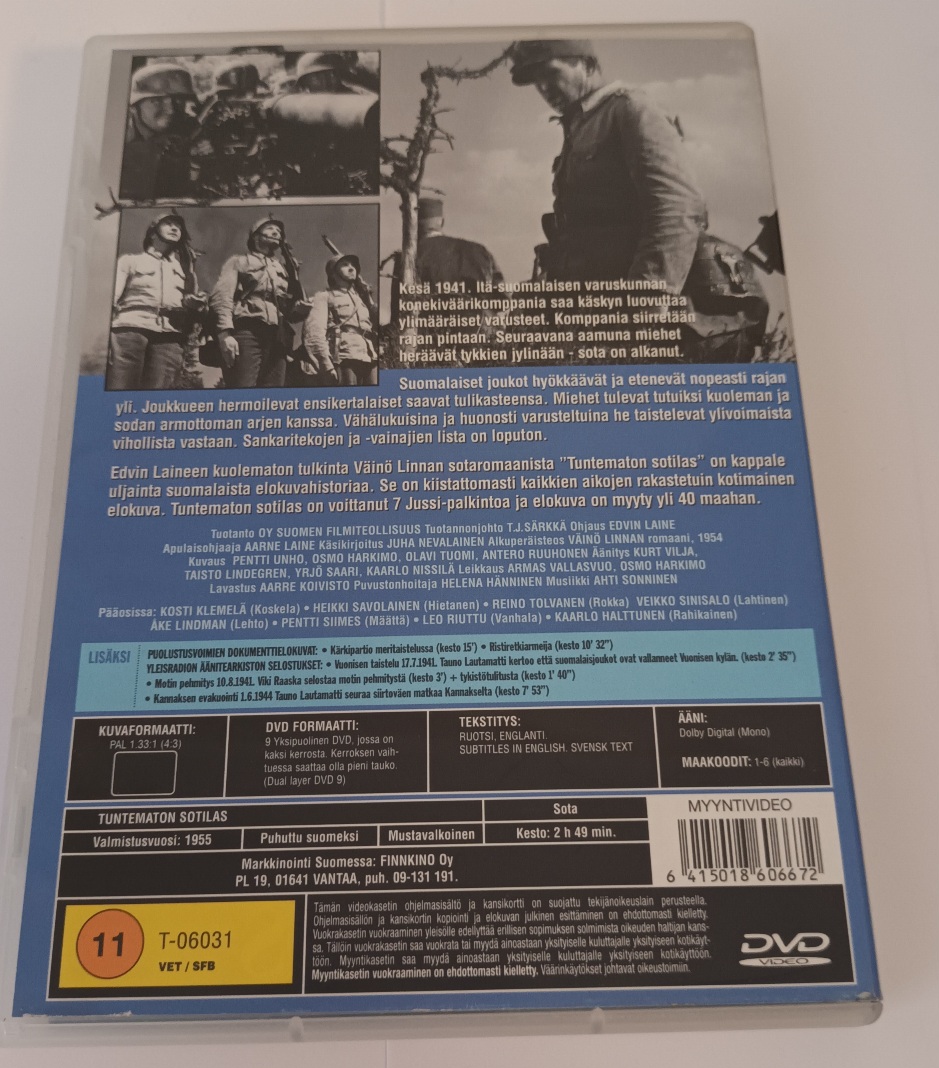 Kesä 1941. Itä-suomalaisen varuskunnan
konekiväärikomppania saa käskyn luovuttaa
ylimääräiset varusteet. Komppania siirretään
rajan pintaan. Seuraavana aamuna miehet
heräävät tykkien jylinään - sota on alkanut.
Suomalaiset joukot hyökkäävät ja etenevät nopeasti rajan
yli. Joukkueen hermoilevat ensikertalaiset saavat tulikasteensa. Miehet tulevat tutuiksi kuoleman ja
sodan armottoman arjen kanssa. Vähälukuisina ja huonosti varusteltuina he taistelevat ylivoimaista
vihollista vastaan. Sankaritekojen ja -vainajien lista on loputon.
Edvin Laineen kuolematon tulkinta Väinö Linnan sotaromaanista "Tuntematon sotilas" on kappale
uljainta suomalaista elokuvahistoriaa. Se on kiistattomasti kaikkien aikojen rakastetuin kotimainen
elokuva. Tuntematon sotilas on voittanut 7 Jussi-palkintoa ja elokuva on myyty yli 40 maahan.
Tuotanto OY SUOMEN FILMITEOLLISUUS Tuotannonjohto T.J.SÄRKKÄ Ohjaus EDVIN LAINE
Apulaisohjaaja AARNE LAINE Käsikirjoitus JUHA NEVALAINEN Alkuperäisteos VÄINÖ LINNAN romaani, 1954
Kuvaus PENTTI UNHO, OSMO HARKIMO, OLAVI TUOMI, ANTERO RUUHONEN Äänitys KURT VILJA,
TAISTO LINDEGREN, YRJÖ SAARI, KAARLO NISSILÄ Leikkaus ARMAS VALLASVUO, OSMO HARKIMO
Lavastus AARRE KOIVISTO Puvustonhoitaja HELENA HÄNNINEN Musiikki AHTI SONNINEN
Pääosissa: KOSTI KLEMELÄ (Koskela) • HEIKKI SAVOLAINEN (Hietanen) • REINO TOLVANEN (Rokka) VEIKKO SINISALO (Lahtinen)
ÅKE LINDMAN (Lehto) • PENTTI SIIMES (Määttä) • LEO RIUTTU (Vanhala) • KAARLO HALTTUNEN (Rahikainen)
LISÄKSI
PUOLUSTUSVOIMIEN DOKUMENTTIELOKUVAT: • Kärkipartio meritaistelussa (kesto 15') • Ristiretkiarmeija (kesto 10' 32")
YLEISRADION ÄÄNITEARKISTON SELOSTUKSET: • Vuonisen taistelu 17.7.1941. Tauno Lautamatti kertoo että suomalaisjoukot ovat vallanneet Vuonisen kylän. (kesto 2' 35")
• Motin pehmitys 10.8.1941. Viki Raaska selostaa motin pehmitystä (kesto 3') + tykistötulitusta (kesto 1' 40")
• Kannaksen evakuointi 1.6.1944 Tauno Lautamatti seuraa siirtoväen matkaa Kannakselta (kesto 7' 53")
KUVAFORMAATTI:
PAL 1.33:1 (4:3)
DVD FORMAATTI:
9 Yksipuolinen DVD, jossa on
kaksi kerrosta. Kerroksen vaih-
tuessa saattaa olla pieni tauko.
(Dual layer DVD 9)
TEKSTITYS:
RUOTSI, ENGLANTI.
SUBTITLES IN ENGLISH. SVENSK TEXT
ÄÄNI:
Dolby Digital (Mono)
MAAKOODIT: 1-6 (kaikki)
TUNTEMATON SOTILAS
Sota
Valmistusvuosi: 1955
Puhuttu suomeksi
Mustavalkoinen
Kesto: 2 h 49 min.
Markkinointi Suomessa: FINNKINO Oy
PL 19, 01641 VANTAA, puh. 09-131 191.
MYYNTIVIDEO
6 415018 606672
11
T-06031
VET / SFB
Tämän videokasetin ohjelmasisältö ja kansikortti on suojattu tekijänoikeuslain perusteella.
Ohjelmasisällön ja kansikortin kopiointi ja elokuvan julkinen esittäminen on ehdottomasti kielletty.
Vuokrakasetin vuokraaminen yleisölle edellyttää erillisen sopimuksen solmimista oikeuden haltijan kans-
sa. Tällöin vuokrakasetin saa vuokrata tai myydä ainoastaan yksityiselle kuluttajalle yksityiseen kotikäyt-
töön. Myyntikasetin saa myydä ainoastaan yksityiselle kuluttajalle yksityiseen kotikäyttöön.
Myyntikasetin vuokraaminen on ehdottomasti kielletty. Väärinkäytökset johtavat oikeustoimiin.
DVD
VIDEO